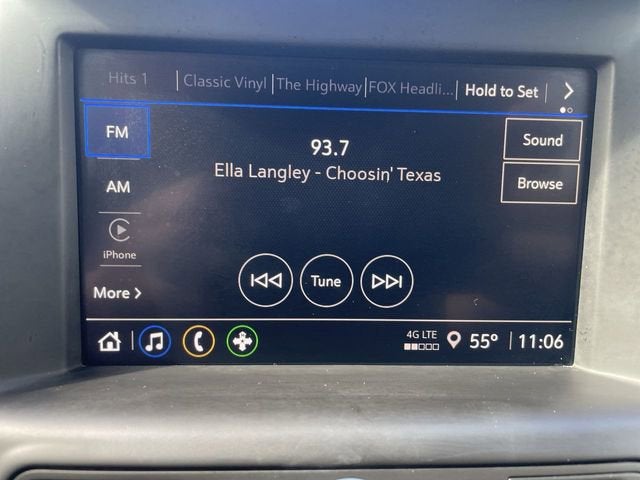 Hits 1 Classic Vinyl The Highway FOX Headli... Hold to Set
FM
93.7
Sound
Ella Langley - Choosin' Texas
AM
Browse
iPhone
Tune
More
4G LTE
55° 11:06